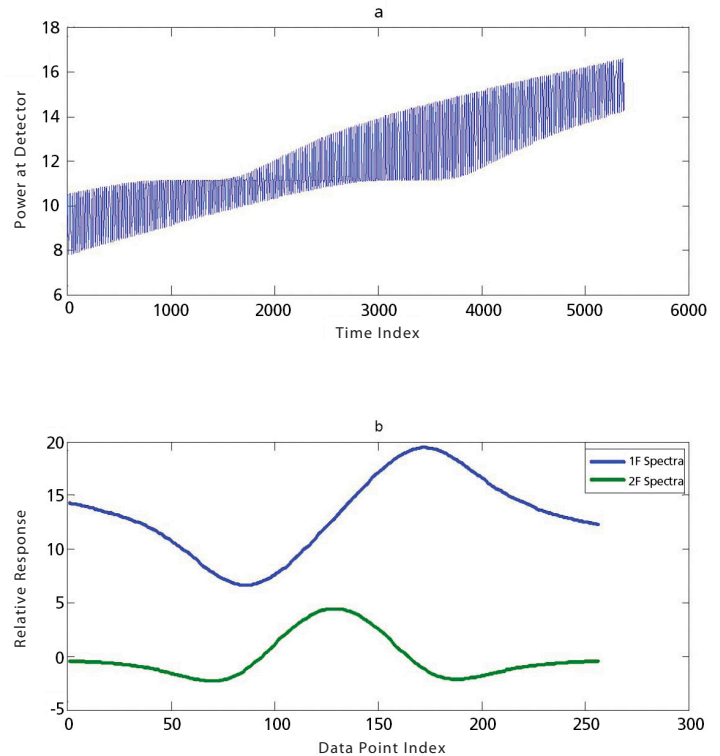 a
18
16
14
12
10
8
6
Power at Detector
0 1000 2000 3000 4000 5000 6000
Time Index
b
20
15
10
5
0
-5
Relative Response
1F Spectra
2F Spectra
0 50 100 150 200 250 300
Data Point Index